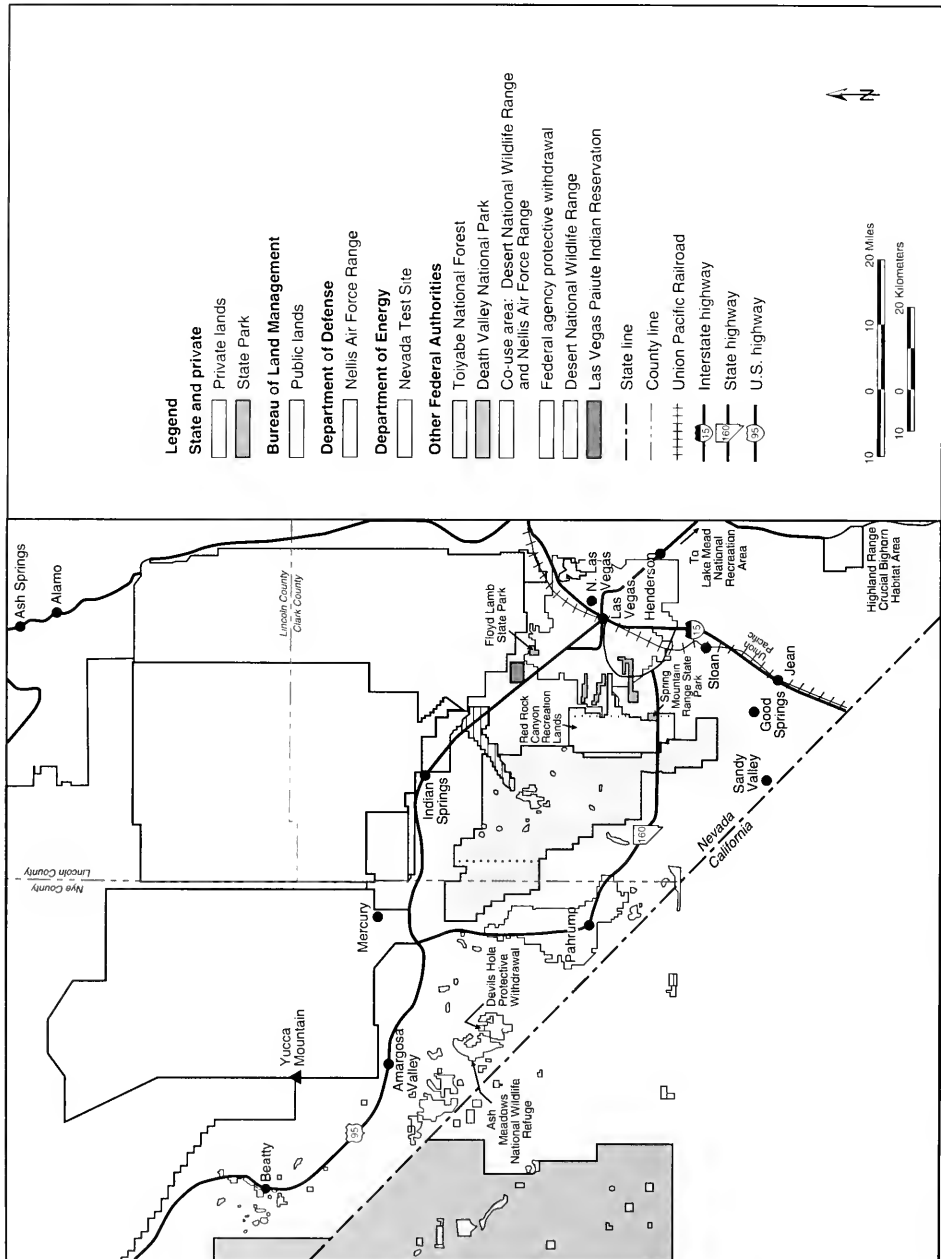 Ash Springs
Alamo
Lincoln County
Clark County
Nye County
Lincoln County
Yucca
Mountain
Mercury
Indian
Springs
Floyd Lamb
State Park
Beatty
95
Amargosa
Valley
Devils Hole
Protective
Withdrawal
Ash
Meadows
National Wildlife
Refuge
Pahrump
160
Red Rock
Canyon
Recreation
Lands
N. Las
Vegas
Las
Vegas
Henderson
To
Lake Mead
National
Recreation
Area
Spring
Mountain
Range State
Park
15
Sloan
Union
Pacific
Jean
Good
Springs
Sandy
Valley
Nevada
California
Highland Range
Crucial Bighorn
Habitat Area
Legend
State and private
Private lands
State Park
Bureau of Land Management
Public lands
Department of Defense
Nellis Air Force Range
Department of Energy
Nevada Test Site
Other Federal Authorities
Toiyabe National Forest
Death Valley National Park
Co-use area: Desert National Wildlife Range
and Nellis Air Force Range
Federal agency protective withdrawal
Desert National Wildlife Range
Las Vegas Paiute Indian Reservation
State line
County line
Union Pacific Railroad
15 Interstate highway
160 State highway
95 U.S. highway
10 0 10 20 Miles
10 0 10 20 Kilometers
N